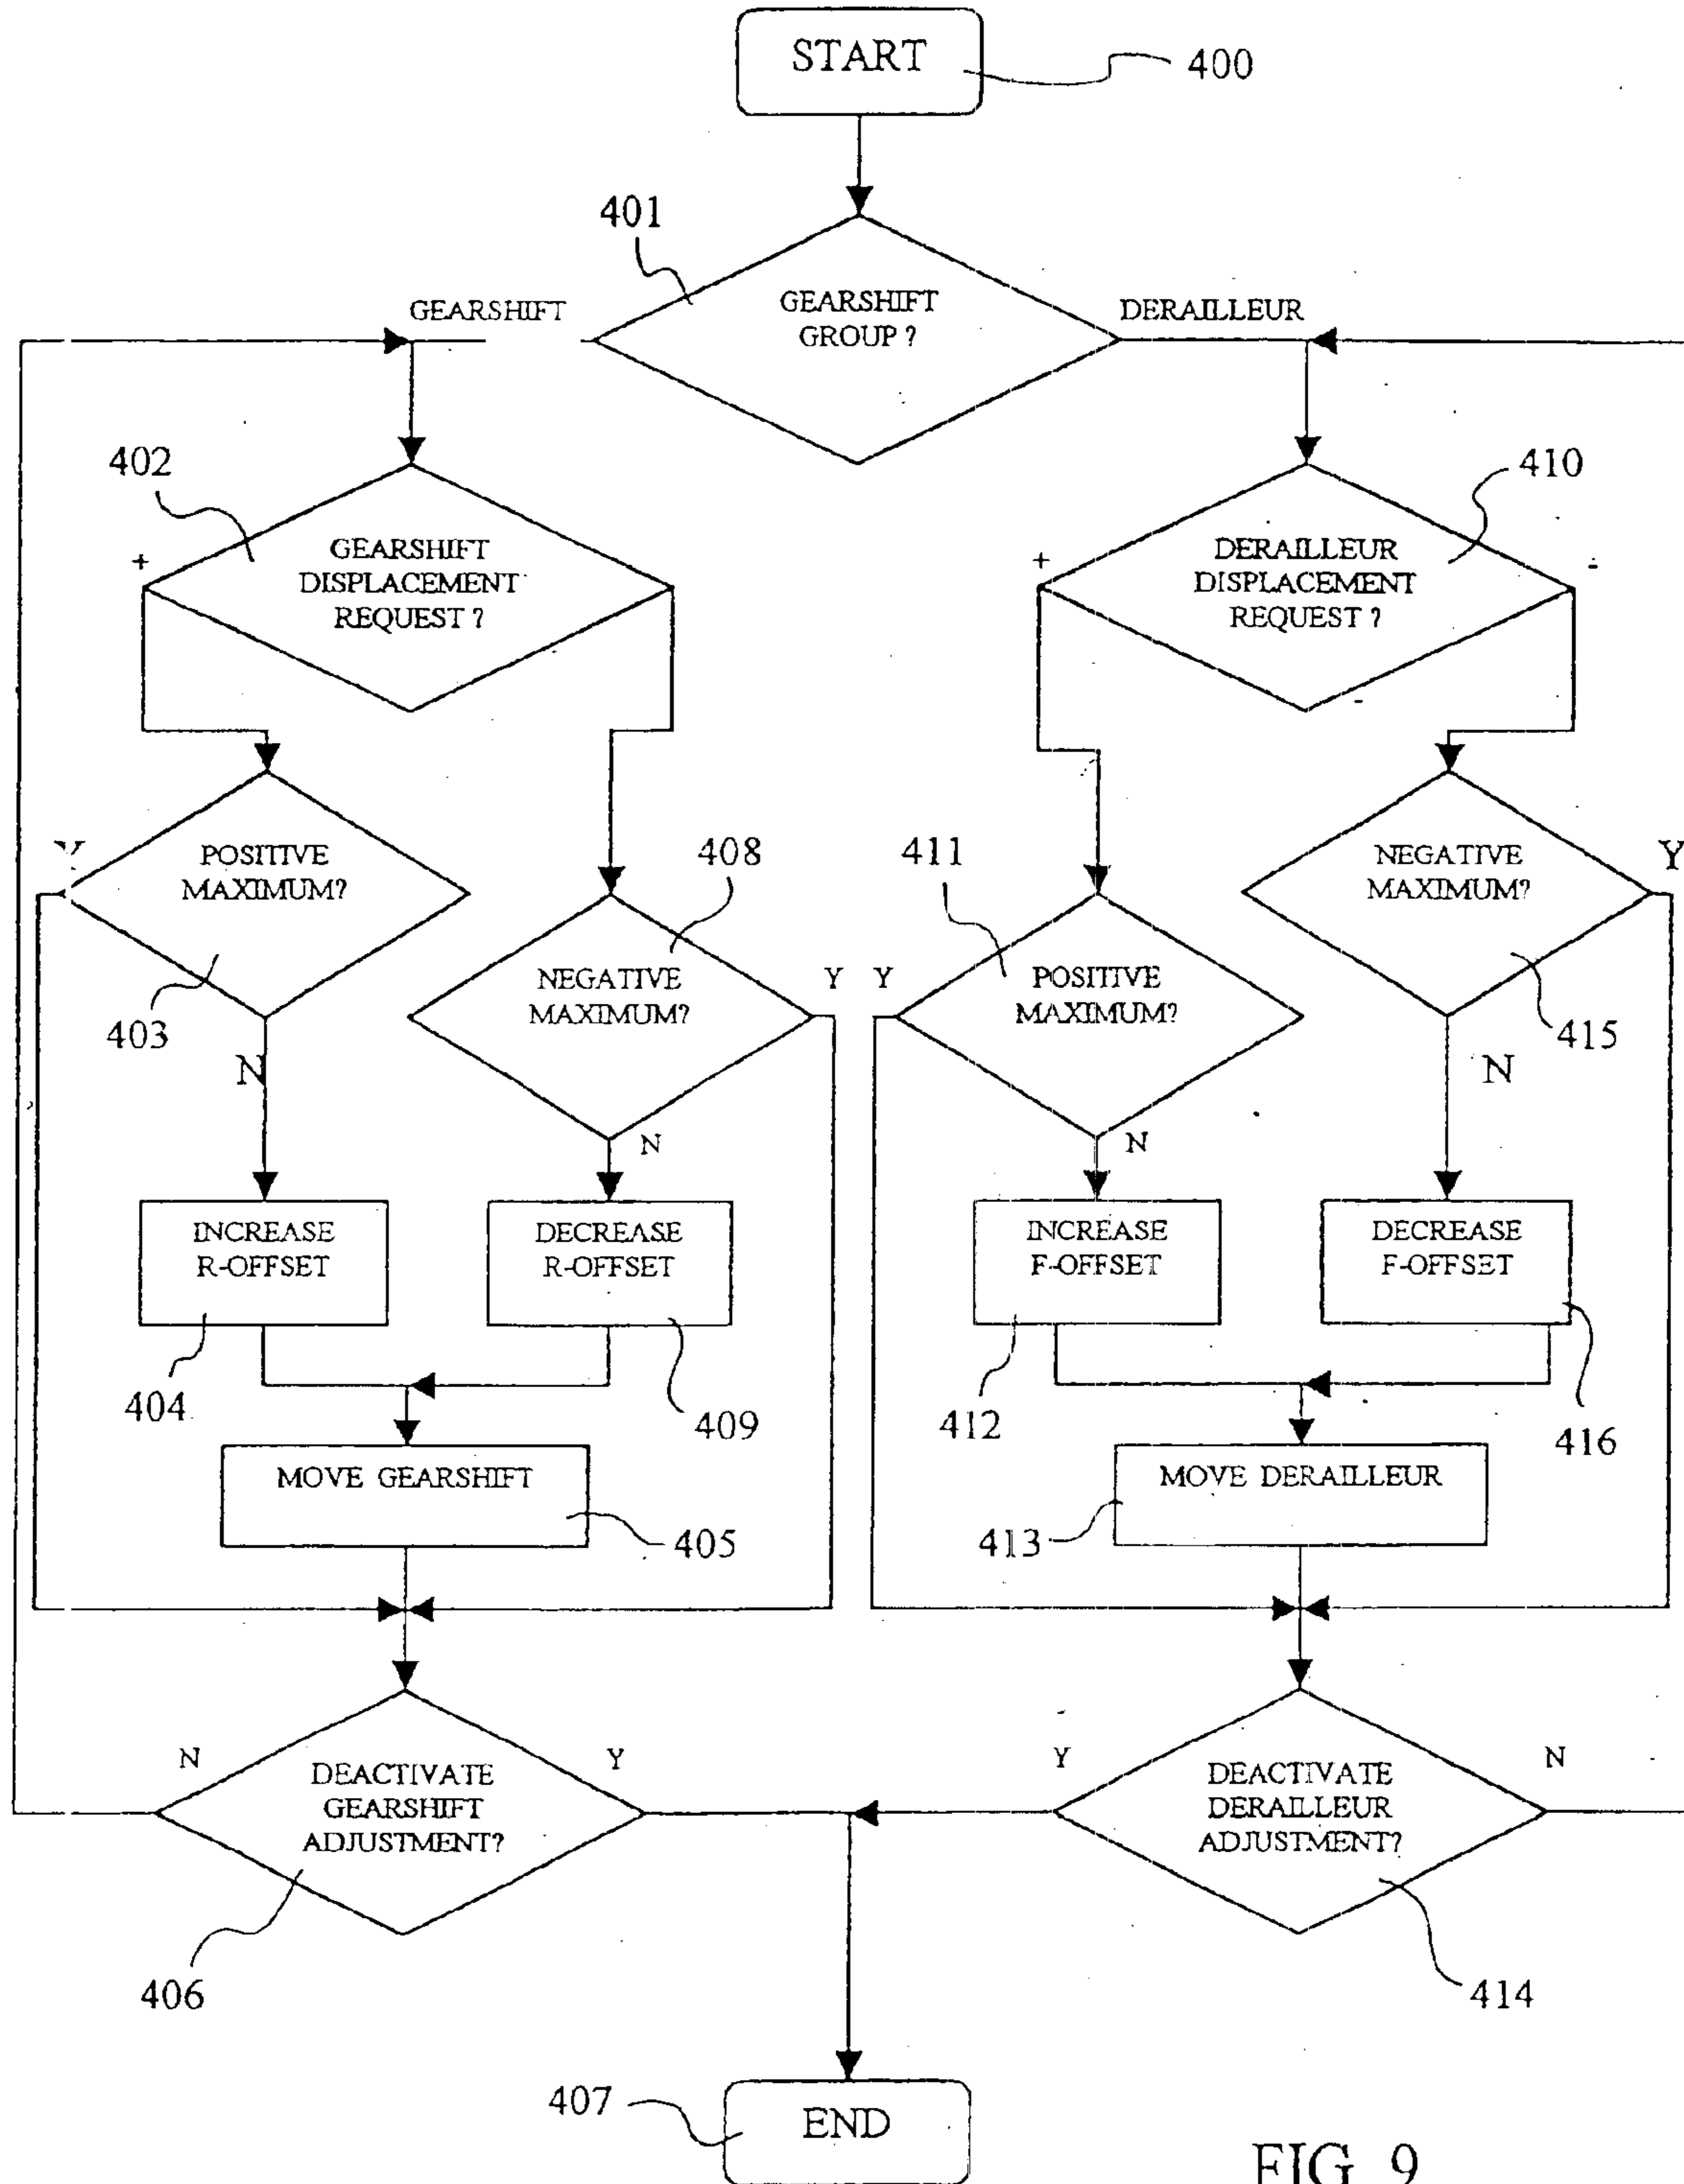 START
400
401
GEARSHIFT
GROUP ?
GEARSHIFT
DERAILLEUR
402
+
GEARSHIFT
DISPLACEMENT
REQUEST ?
410
+
-
DERAILLEUR
DISPLACEMENT
REQUEST ?
Y
POSITIVE
MAXIMUM?
403
N
408
NEGATIVE
MAXIMUM?
Y
N
411
Y
POSITIVE
MAXIMUM?
N
NEGATIVE
MAXIMUM?
Y
415
N
INCREASE
R-OFFSET
404
DECREASE
R-OFFSET
409
INCREASE
F-OFFSET
412
DECREASE
F-OFFSET
416
MOVE GEARSHIFT
405
MOVE DERAILLEUR
413
N
Y
DEACTIVATE
GEARSHIFT
ADJUSTMENT?
406
Y
N
DEACTIVATE
DERAILLEUR
ADJUSTMENT?
414
407
END
FIG. 9